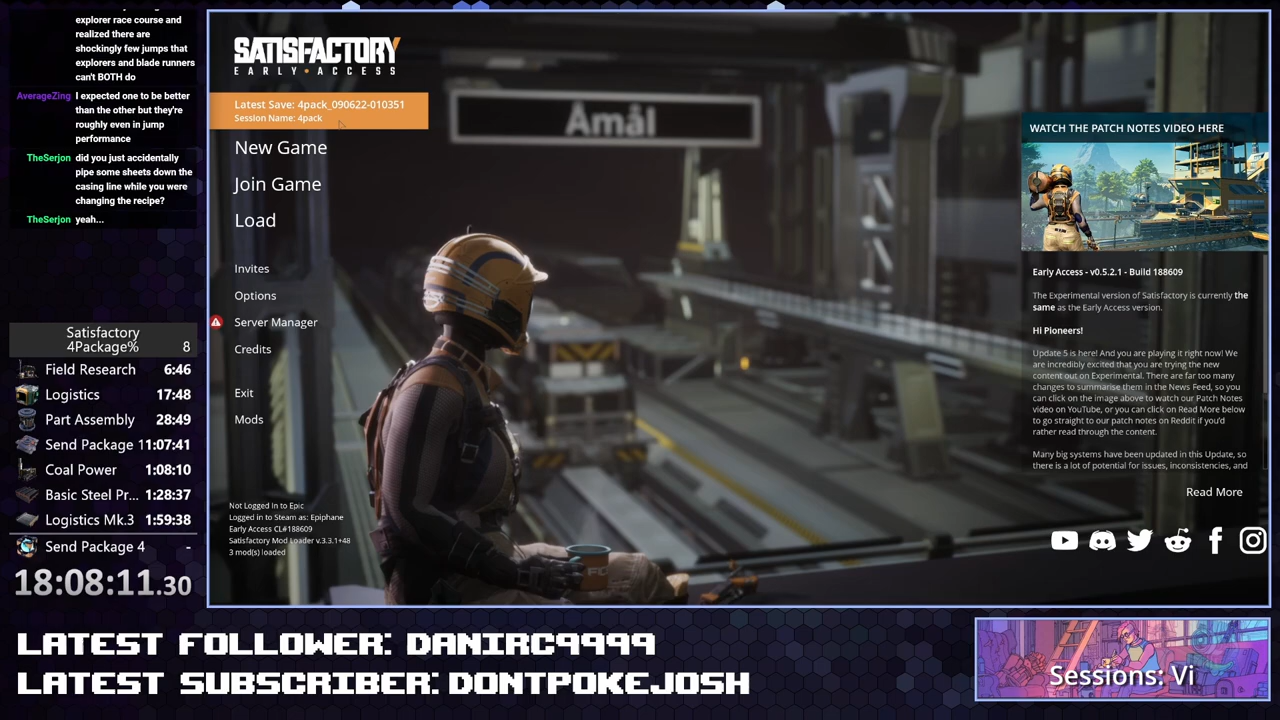 explorer race course and
realized there are
shockingly few jumps that
explorers and blade runners
can't BOTH do
AverageZing I expected one to be better
than the other but they're
roughly even in jump
performance
TheSerjon did you just accidentally
pipe some sheets down the
casing line while you were
changing the recipe?
TheSerjon yeah...
Satisfactory
4Package% 8
Field Research 6:46
Logistics 17:48
Part Assembly 28:49
Send Package 1 1:07:41
Coal Power 1:08:10
Basic Steel Pr... 1:28:37
Logistics Mk.3 1:59:38
Send Package 4 -
18:08:11.30
SATISFACTORY
EARLY ACCESS
Latest Save: 4pack_090622-010351
Session Name: 4pack
New Game
Join Game
Load
Invites
Options
Server Manager
Credits
Exit
Mods
Not Logged In to Epic
Logged in to Steam as: Epiphane
Early Access CL#188609
Satisfactory Mod Loader v.3.3.1+48
3 mod(s) loaded
Åmål
WATCH THE PATCH NOTES VIDEO HERE
Early Access - v0.5.2.1 - Build 188609
The Experimental version of Satisfactory is currently the
same as the Early Access version.
Hi Pioneers!
Update 5 is here! And you are playing it right now! We
are incredibly excited that you are trying the new
content out on Experimental. There are far too many
changes to summarise them in the News Feed, so you
can click on the image above to watch our Patch Notes
video on YouTube, or you can click on Read More below
to go straight to our patch notes on Reddit if you'd
rather read through the content.
Many big systems have been updated in this Update, so
there is a lot of potential for issues, inconsistencies, and
Read More
LATEST FOLLOWER: DANIRC9999
LATEST SUBSCRIBER: DONTPOKEJOSH
Sessions: Vi